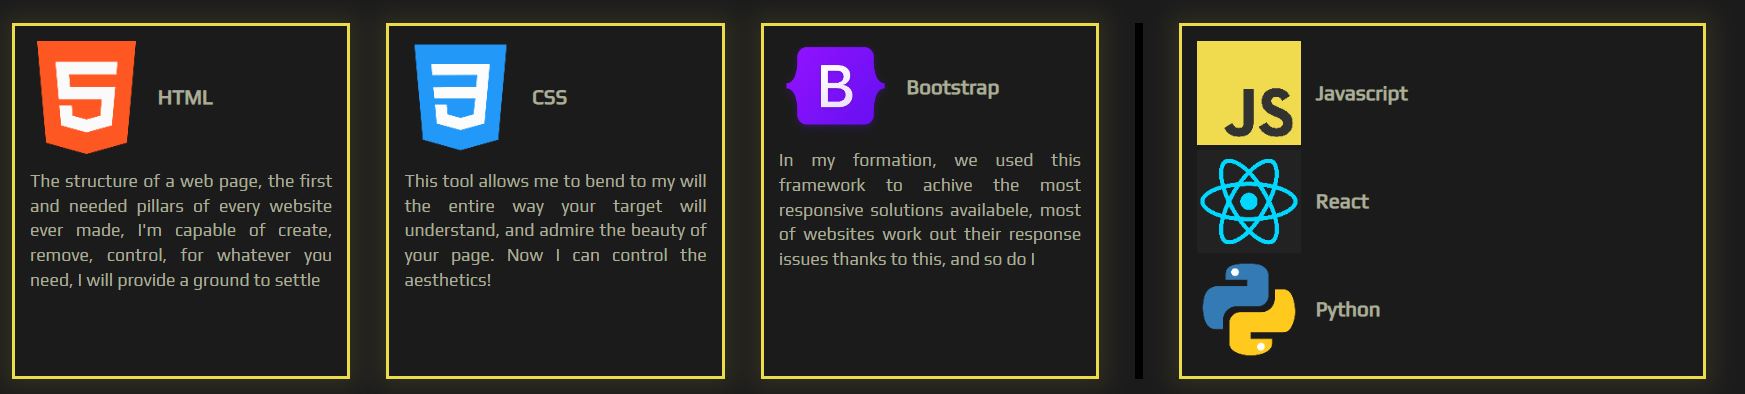 HTML
The structure of a web page, the first
and needed pillars of every website
ever made, I'm capable of create,
remove, control, for whatever you
need, I will provide a ground to settle
CSS
This tool allows me to bend to my will
the entire way your target will
understand, and admire the beauty of
your page. Now I can control the
aesthetics!
B
Bootstrap
In my formation, we used this
framework to achive the most
responsive solutions availabele, most
of websites work out their response
issues thanks to this, and so do I
JS
Javascript
React
Python